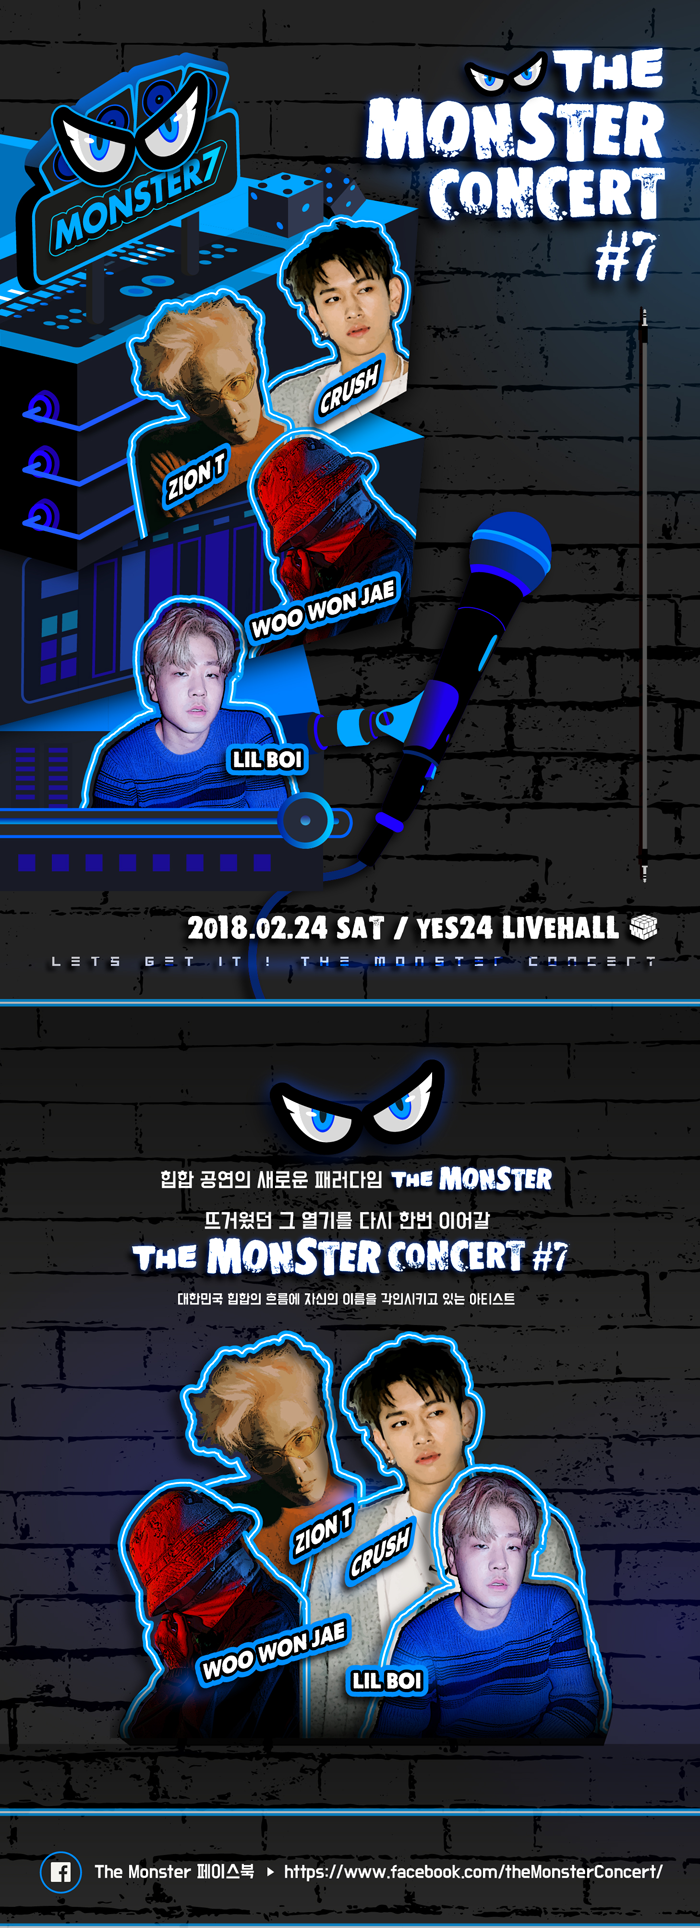 THE
MONSTER
CONCERT
#7
MONSTER7
CRUSH
ZION T
WOO WON JAE
LIL BOI
2018.02.24 SAT / YES24 LIVEHALL
LETS GET IT! THE MONSTER CONCERT
힙합 공연의 새로운 패러다임 THE MONSTER
뜨거웠던 그 열기를 다시 한번 이어갈
THE MONSTER CONCERT #7
대한민국 힙합의 흐름에 자신의 이름을 각인시키고 있는 아티스트
ZION T
CRUSH
WOO WON JAE
LIL BOI
The Monster 페이스북 ▶ https://www.facebook.com/theMonsterConcert/